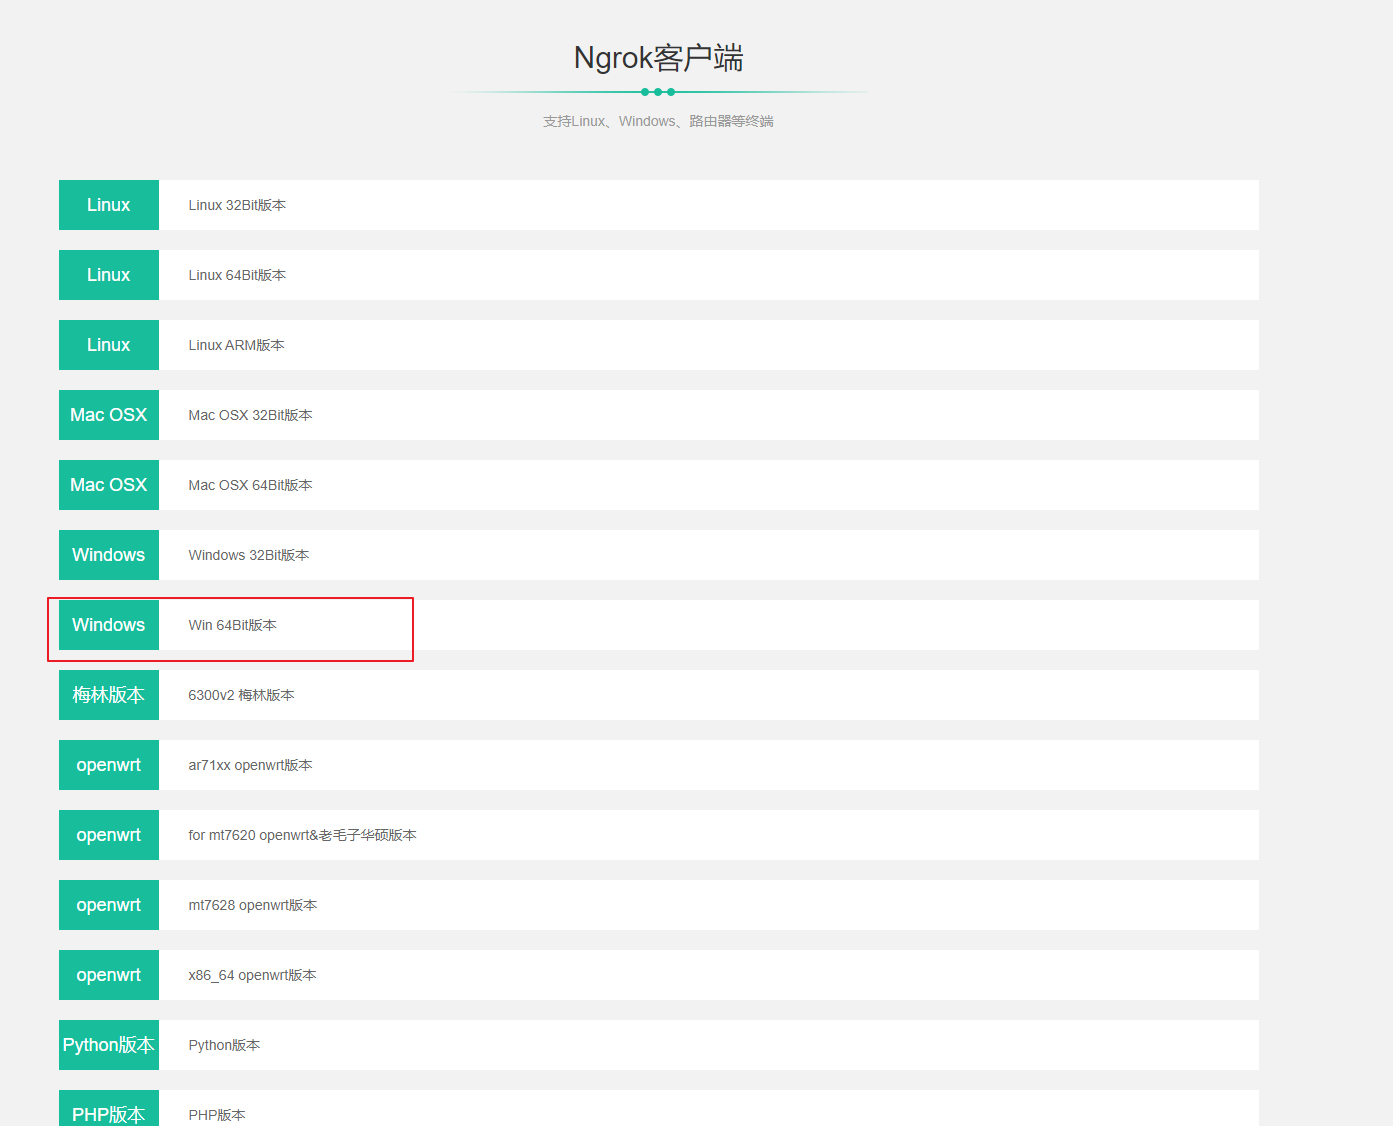 Ngrok客户端
支持Linux、Windows、路由器等终端
Linux Linux 32Bit版本
Linux Linux 64Bit版本
Linux Linux ARM版本
Mac OSX Mac OSX 32Bit版本
Mac OSX Mac OSX 64Bit版本
Windows Windows 32Bit版本
Windows Win 64Bit版本
梅林版本 6300v2 梅林版本
openwrt ar71xx openwrt版本
openwrt for mt7620 openwrt&老毛子华硕版本
openwrt mt7628 openwrt版本
openwrt x86_64 openwrt版本
Python版本 Python版本
PHP版本 PHP版本